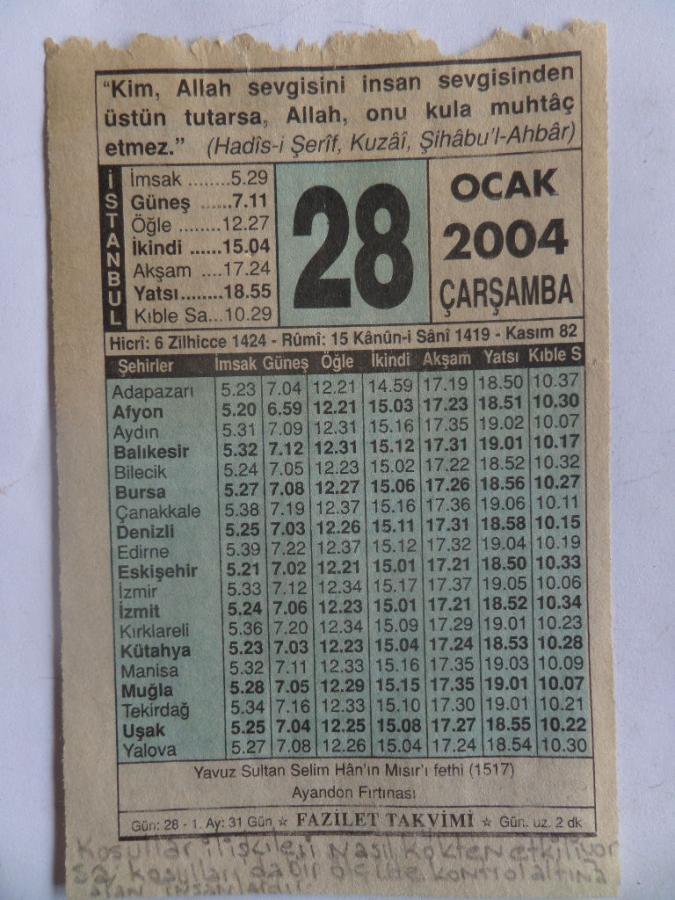 "Kim, Allah sevgisini insan sevgisinden
üstün tutarsa, Allah, onu kula muhtâç
etmez." (Hadîs-i Şerîf, Kuzâî, Şihâbu'l-Ahbâr)
İSTANBUL
İmsak ........5.29
Güneş ......7.11
Öğle ........12.27
İkindi ......15.04
Akşam ....17.24
Yatsı........18.55
Kıble Sa...10.29
28
OCAK
2004
ÇARŞAMBA
Hicrî: 6 Zilhicce 1424 - Rûmî: 15 Kânûn-i Sânî 1419 - Kasım 82
Şehirler İmsak Güneş Öğle İkindi Akşam Yatsı Kıble S
Adapazarı 5.23 7.04 12.21 14.59 17.19 18.50 10.37
Afyon 5.20 6.59 12.21 15.03 17.23 18.51 10.30
Aydın 5.31 7.09 12.31 15.16 17.35 19.02 10.07
Balıkesir 5.32 7.12 12.31 15.12 17.31 19.01 10.17
Bilecik 5.24 7.05 12.23 15.02 17.22 18.52 10.32
Bursa 5.27 7.08 12.27 15.06 17.26 18.56 10.27
Çanakkale 5.38 7.19 12.37 15.16 17.36 19.06 10.11
Denizli 5.25 7.03 12.26 15.11 17.31 18.58 10.15
Edirne 5.39 7.22 12.37 15.12 17.32 19.04 10.19
Eskişehir 5.21 7.02 12.21 15.01 17.21 18.50 10.33
İzmir 5.33 7.12 12.34 15.17 17.37 19.05 10.06
İzmit 5.24 7.06 12.23 15.01 17.21 18.52 10.34
Kırklareli 5.36 7.20 12.34 15.09 17.29 19.01 10.23
Kütahya 5.23 7.03 12.23 15.04 17.24 18.53 10.28
Manisa 5.32 7.11 12.33 15.16 17.35 19.03 10.09
Muğla 5.28 7.05 12.29 15.15 17.35 19.01 10.07
Tekirdağ 5.34 7.16 12.33 15.10 17.30 19.01 10.21
Uşak 5.25 7.04 12.25 15.08 17.27 18.55 10.22
Yalova 5.27 7.08 12.26 15.04 17.24 18.54 10.30
Yavuz Sultan Selim Hân'ın Mısır'ı fethi (1517)
Ayandon Fırtınası
Gün: 28 - 1. Ay: 31 Gün ☆ FAZİLET TAKVİMİ ☆ Gün. uz. 2 dk
Koşullar ilişkileri nasıl kökten etkiliyor
koşulları da bir ölçüde kontrol altına
alan insanlardır